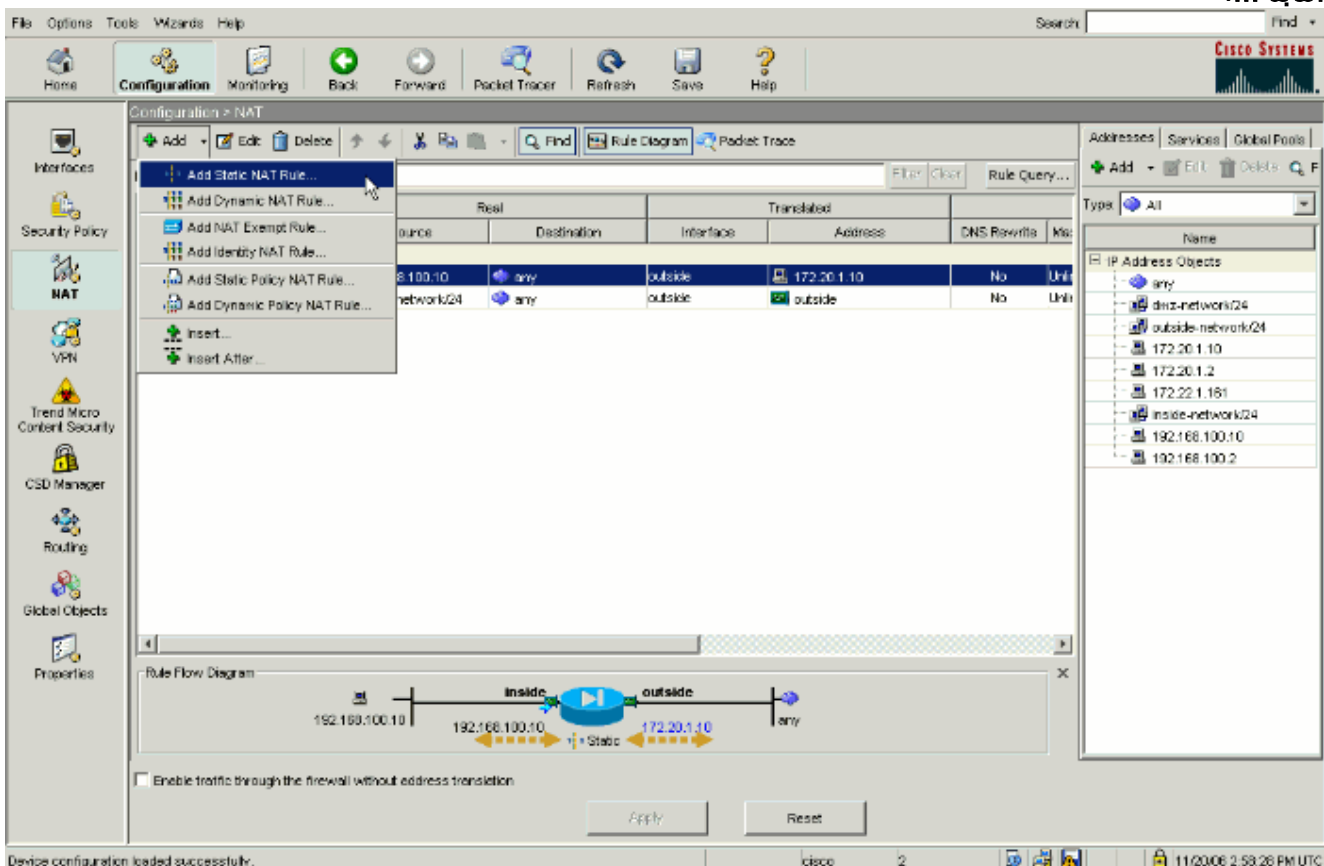 File Options Tools Wizards Help Search: Find
Home Configuration Monitoring Back Forward Packet Tracer Refresh Save Help
CISCO SYSTEMS
Configuration > NAT
Add Edit Delete Find Rule Diagram Packet Trace
Addresses Services Global Pools
Add Edit Delete F
Add Static NAT Rule...
Add Dynamic NAT Rule...
Add NAT Exempt Rule...
Add Identity NAT Rule...
Add Static Policy NAT Rule...
Add Dynamic Policy NAT Rule...
Insert...
Insert After...
Filter Clear Rule Query...
Type: All
Real Translated
ource Destination Interface Address DNS Rewrite
8.100.10 any outside 172.20.1.10 No Unli
network/24 any outside outside No Unli
Name
IP Address Objects
any
dmz-network/24
outside-network/24
172.20.1.10
172.20.1.2
172.22.1.161
inside-network/24
192.168.100.10
192.168.100.2
Interfaces
Security Policy
NAT
VPN
Trend Micro
Content Security
CSD Manager
Routing
Global Objects
Properties
Rule Flow Diagram
inside outside
192.168.100.10 192.168.100.10 172.20.1.10 any
Static
Enable traffic through the firewall without address translation
Apply Reset
Device configuration loaded successfully. cisco 2 11/20/06 2:58:26 PM UTC